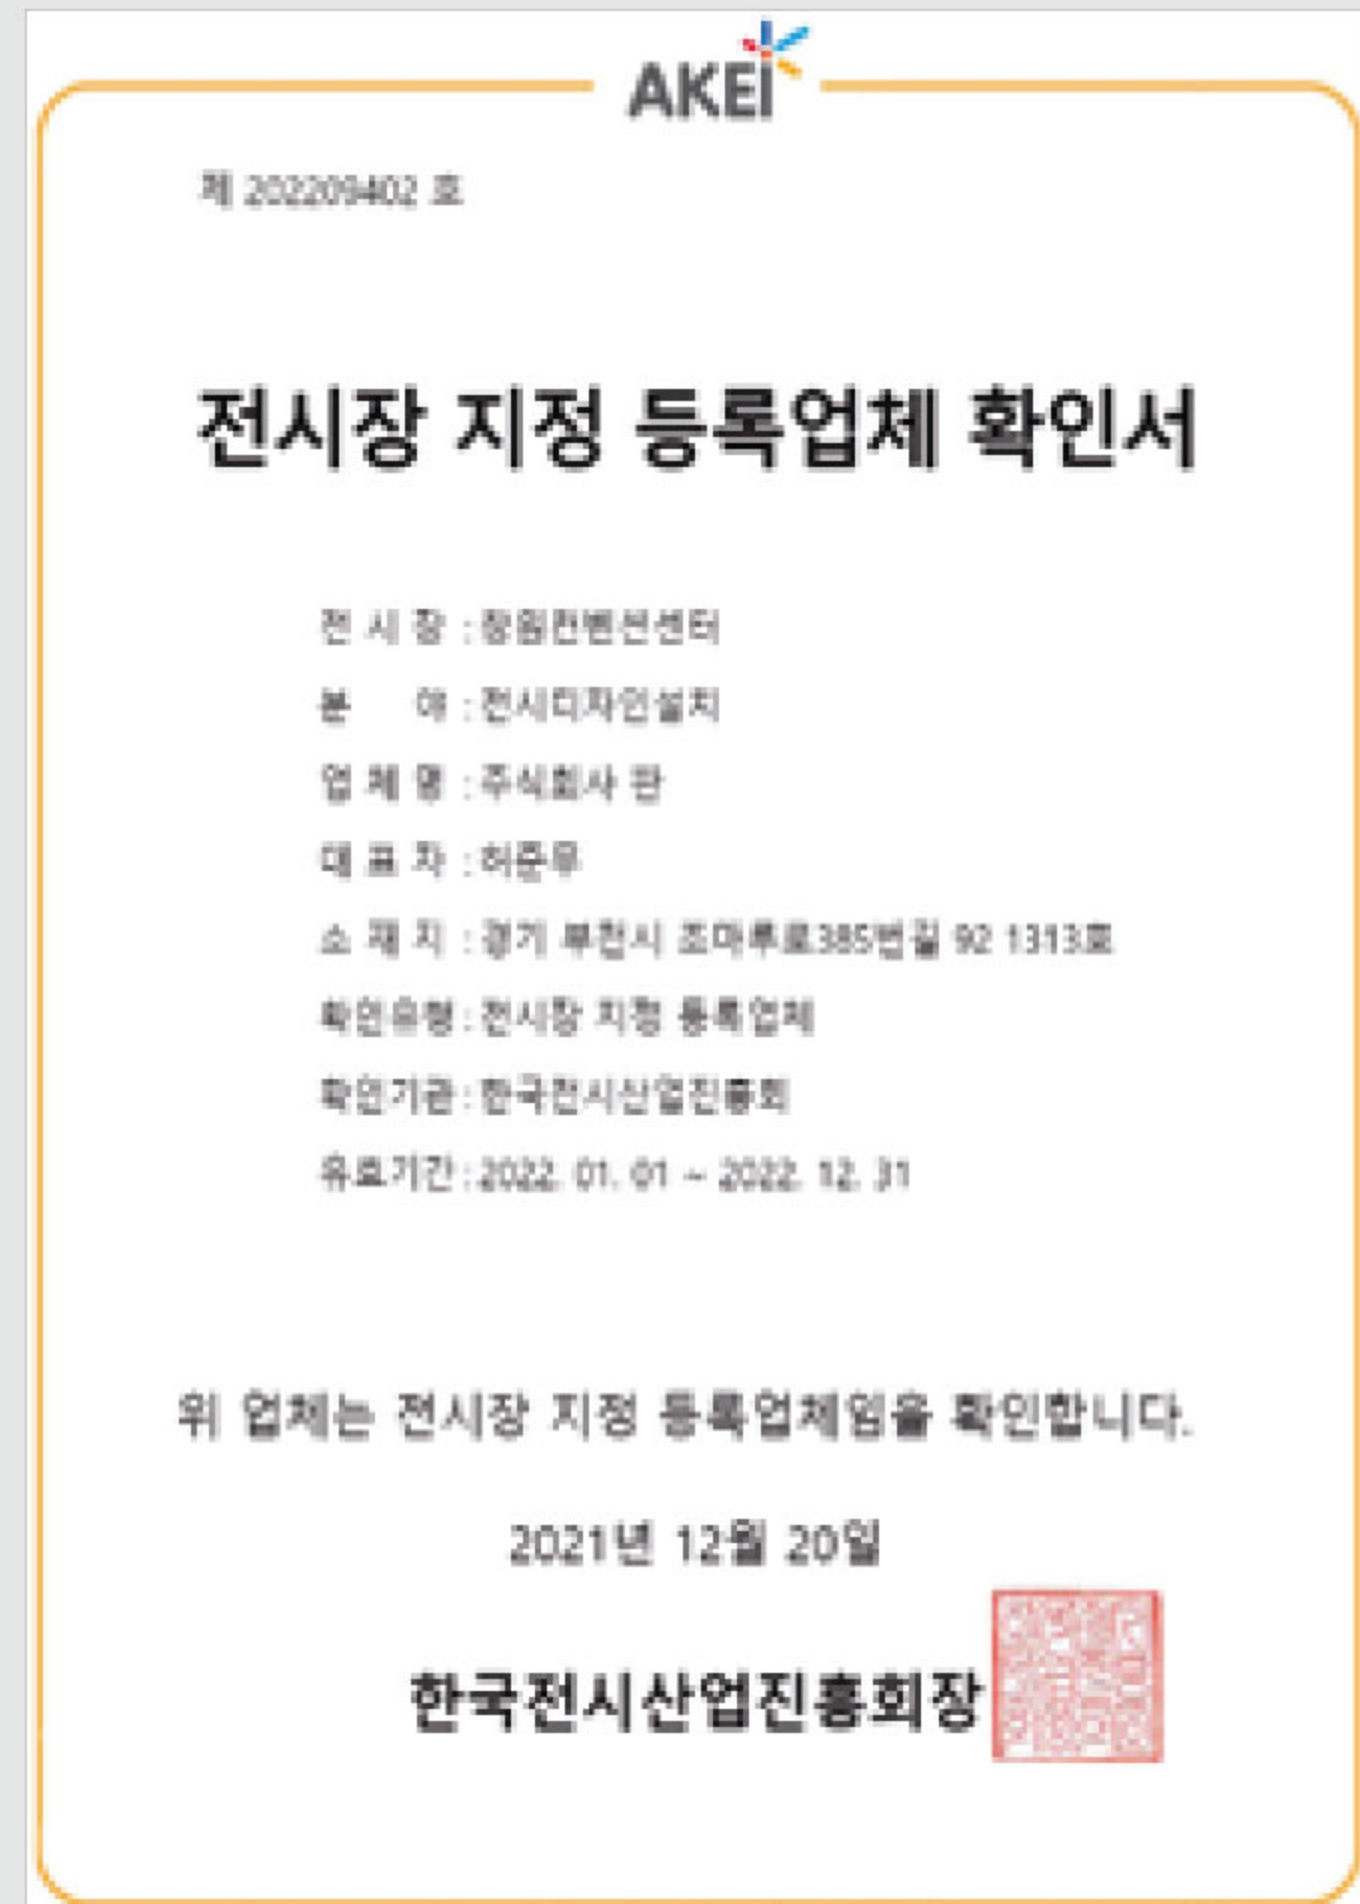 AKEI
제 202209402 호
전시장 지정 등록업체 확인서
전 시 장 : 창원컨벤션센터
분 야 : 전시디자인설치
업 체 명 : 주식회사 판
대 표 자 : 허준무
소 재 지 : 경기 부천시 조마루로385번길 92 1313호
확인유형 : 전시장 지정 등록업체
확인기관 : 한국전시산업진흥회
유효기간 : 2022. 01. 01 ~ 2022. 12. 31
위 업체는 전시장 지정 등록업체임을 확인합니다.
2021년 12월 20일
한국전시산업진흥회장